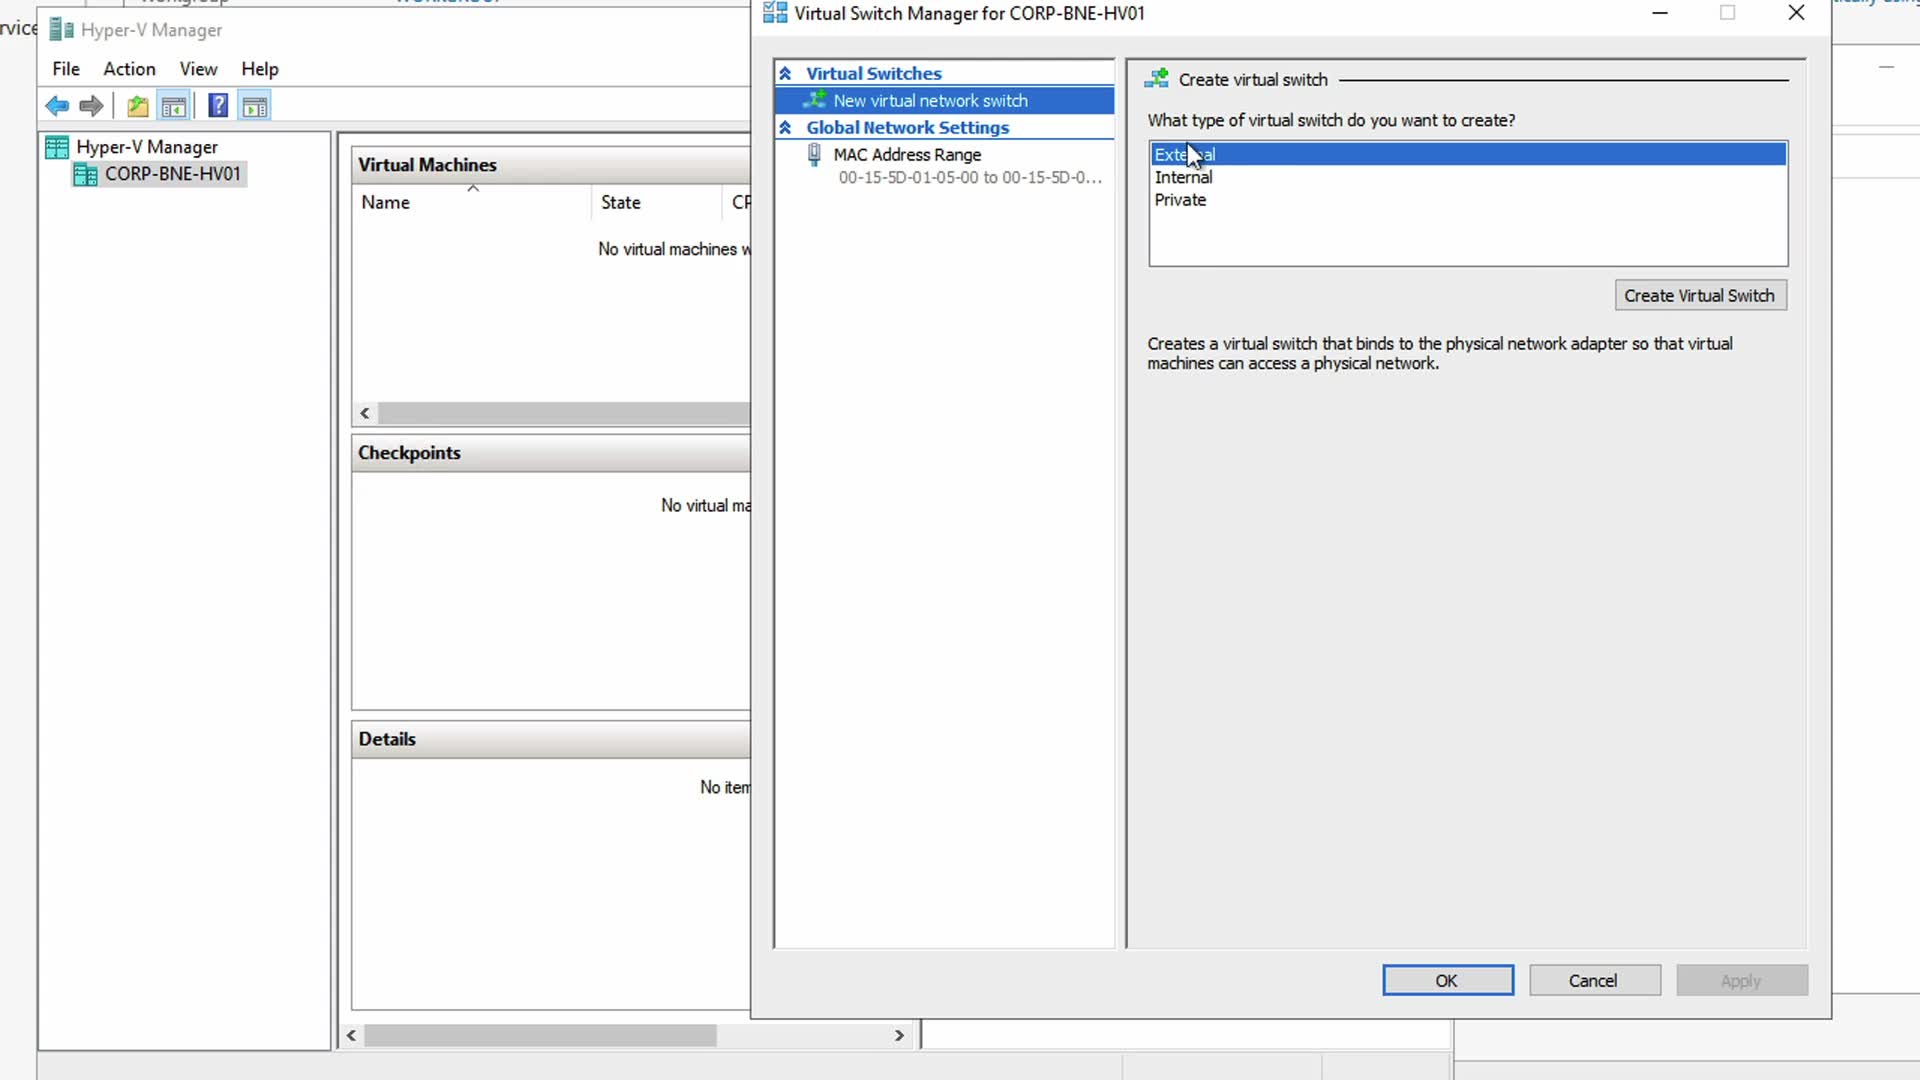 Virtual Switch Manager for CORP-BNE-HV01
Hyper-V Manager
File Action View Help
Hyper-V Manager
CORP-BNE-HV01
Virtual Machines
Name State
No virtual machines
Checkpoints
No virtual
Details
No
Virtual Switches
New virtual network switch
Global Network Settings
MAC Address Range
00-15-5D-01-05-00 to 00-15-5D-0...
Create virtual switch
What type of virtual switch do you want to create?
External
Internal
Private
Create Virtual Switch
Creates a virtual switch that binds to the physical network adapter so that virtual
machines can access a physical network.
OK Cancel Apply